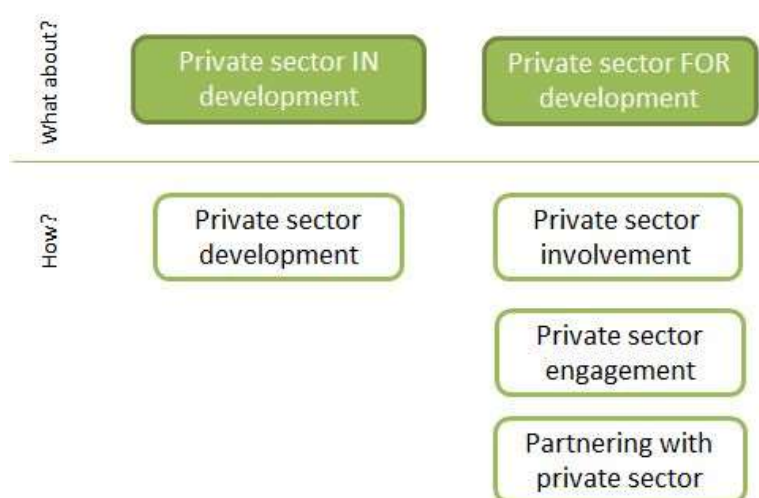 What about?
Private sector IN
development
Private sector FOR
development
How?
Private sector
development
Private sector
involvement
Private sector
engagement
Partnering with
private sector